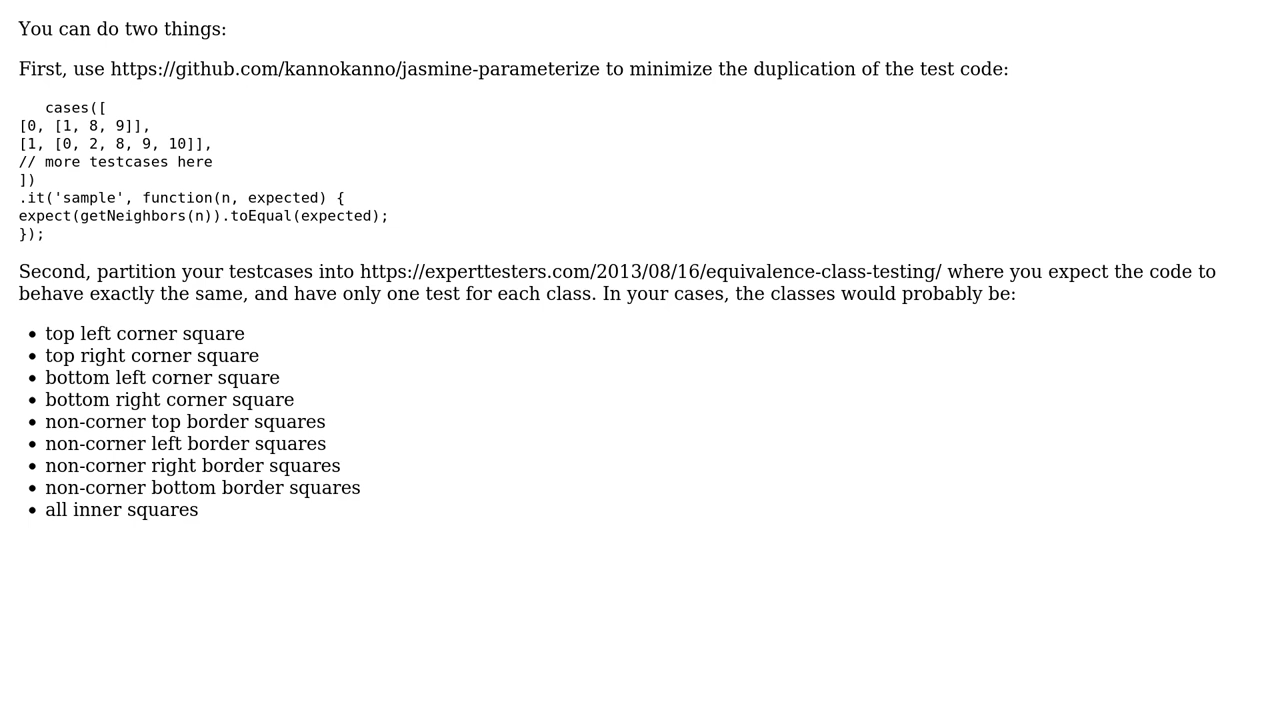 You can do two things:
First, use https://github.com/kannokanno/jasmine-parameterize to minimize the duplication of the test code:
cases([
[0, [1, 8, 9]],
[1, [0, 2, 8, 9, 10]],
// more testcases here
])
.it('sample', function(n, expected) {
expect(getNeighbors(n)).toEqual(expected);
});
Second, partition your testcases into https://experttesters.com/2013/08/16/equivalence-class-testing/ where you expect the code to
behave exactly the same, and have only one test for each class. In your cases, the classes would probably be:
• top left corner square
• top right corner square
• bottom left corner square
• bottom right corner square
• non-corner top border squares
• non-corner left border squares
• non-corner right border squares
• non-corner bottom border squares
• all inner squares